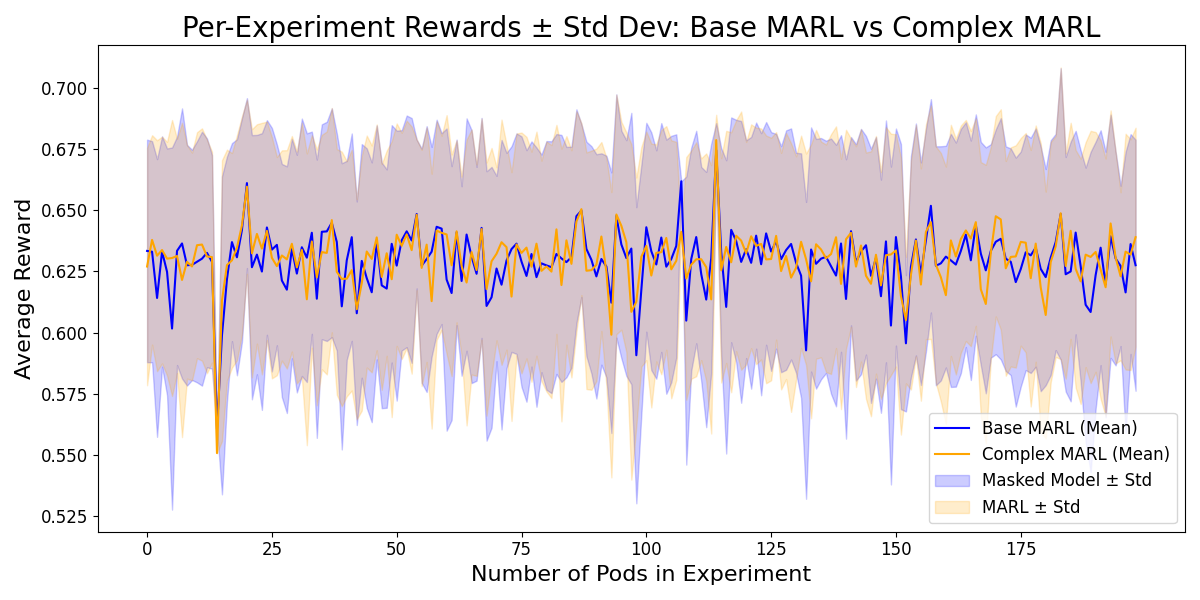 Per-Experiment Rewards ± Std Dev: Base MARL vs Complex MARL
Average Reward
0.700
0.675
0.650
0.625
0.600
0.575
0.550
0.525
Base MARL (Mean)
Complex MARL (Mean)
Masked Model ± Std
MARL ± Std
0 25 50 75 100 125 150 175
Number of Pods in Experiment